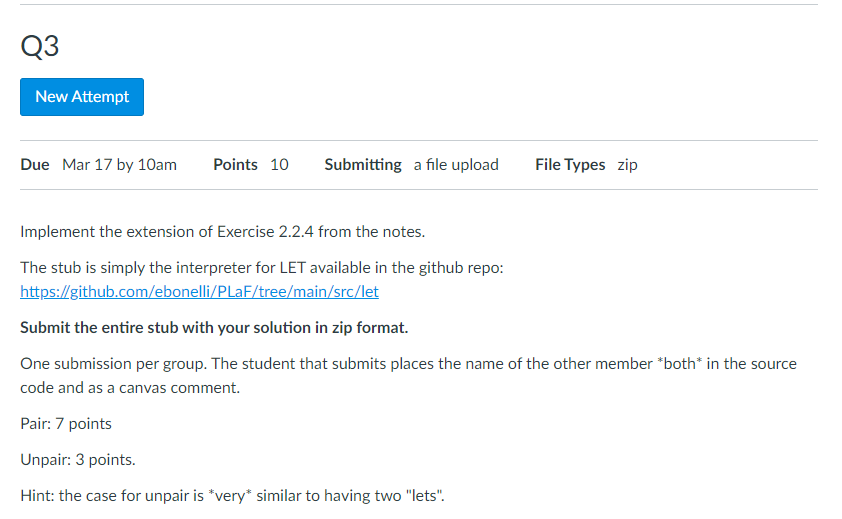 Q3
New Attempt
Due Mar 17 by 10am Points 10 Submitting a file upload File Types zip
Implement the extension of Exercise 2.2.4 from the notes.
The stub is simply the interpreter for LET available in the github repo:
https://github.com/ebonelli/PLaF/tree/main/src/let
Submit the entire stub with your solution in zip format.
One submission per group. The student that submits places the name of the other member *both* in the source
code and as a canvas comment.
Pair: 7 points
Unpair: 3 points.
Hint: the case for unpair is *very* similar to having two "lets".